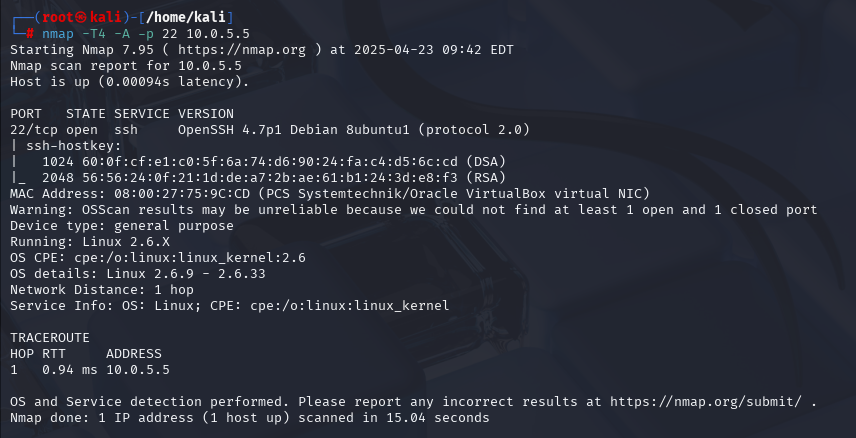 ┌──(root㉿kali)-[/home/kali]
└─# nmap -T4 -A -p 22 10.0.5.5
Starting Nmap 7.95 ( https://nmap.org ) at 2025-04-23 09:42 EDT
Nmap scan report for 10.0.5.5
Host is up (0.00094s latency).

PORT   STATE SERVICE VERSION
22/tcp open  ssh     OpenSSH 4.7p1 Debian 8ubuntu1 (protocol 2.0)
| ssh-hostkey:
|   1024 60:0f:cf:e1:c0:5f:6a:74:d6:90:24:fa:c4:d5:6c:cd (DSA)
|_  2048 56:56:24:0f:21:1d:de:a7:2b:ae:61:b1:24:3d:e8:f3 (RSA)
MAC Address: 08:00:27:75:9C:CD (PCS Systemtechnik/Oracle VirtualBox virtual NIC)
Warning: OSScan results may be unreliable because we could not find at least 1 open and 1 closed port
Device type: general purpose
Running: Linux 2.6.X
OS CPE: cpe:/o:linux:linux_kernel:2.6
OS details: Linux 2.6.9 - 2.6.33
Network Distance: 1 hop
Service Info: OS: Linux; CPE: cpe:/o:linux:linux_kernel

TRACEROUTE
HOP RTT     ADDRESS
1   0.94 ms 10.0.5.5

OS and Service detection performed. Please report any incorrect results at https://nmap.org/submit/ .
Nmap done: 1 IP address (1 host up) scanned in 15.04 seconds